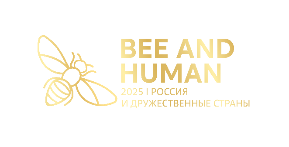 BEE AND
HUMAN
2025 | РОССИЯ
И ДРУЖЕСТВЕННЫЕ СТРАНЫ